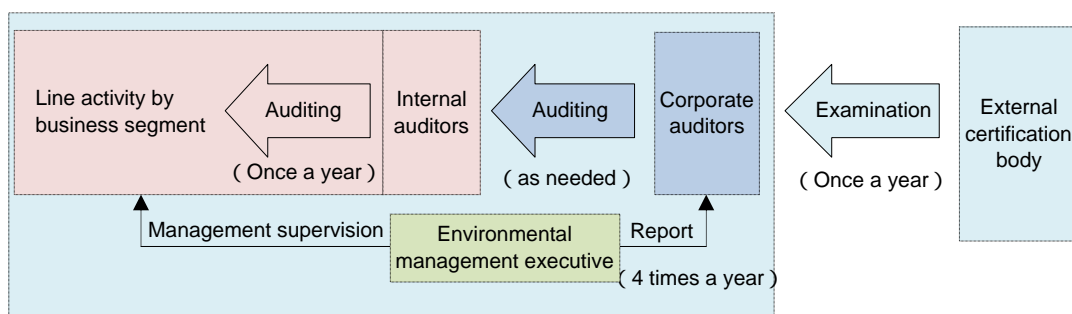 Line activity by
business segment
Auditing
( Once a year )
Internal
auditors
Auditing
( as needed )
Corporate
auditors
Examination
( Once a year )
External
certification
body
Management supervision
Environmental
management executive
Report
( 4 times a year )